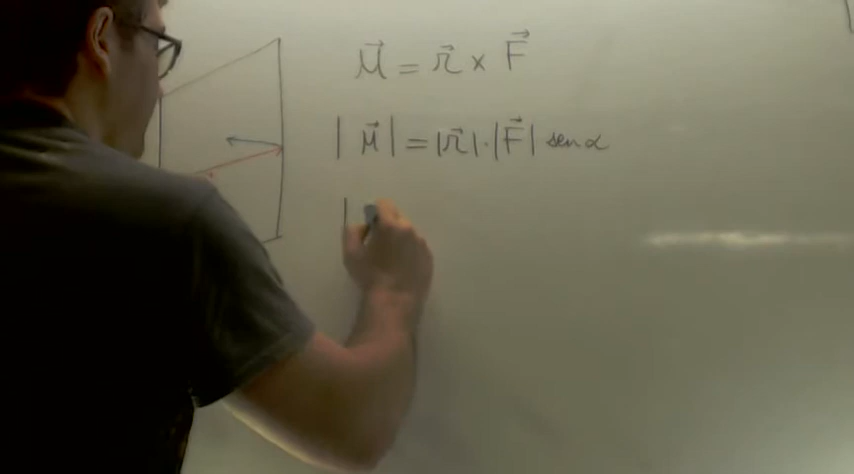 M⃗ = r⃗ × F⃗
|M⃗| = |r⃗|·|F⃗| sen α
|